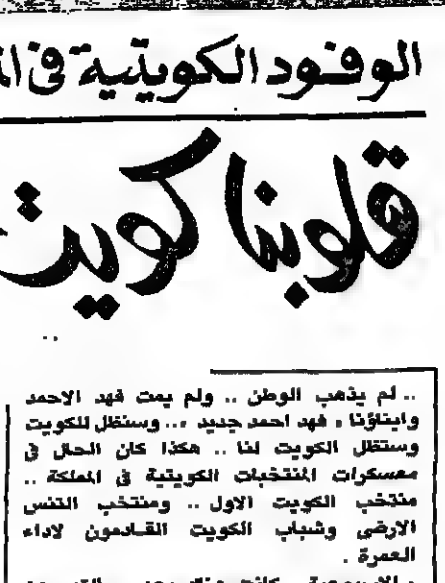 الوفود الكويتية في
قلوبنا كويت
.. لم يذهب الوطن .. ولم يمت فهد الاحمد
وابناؤنا « فهد احمد جديد » .. وسنظل للكويت
وستظل الكويت لنا .. هكذا كان الحال في
معسكرات المنتخبات الكويتية في المملكة ..
منتخب الكويت الاول .. ومنتخب التنس
الارضي وشباب الكويت القادمون لاداء
العمرة .